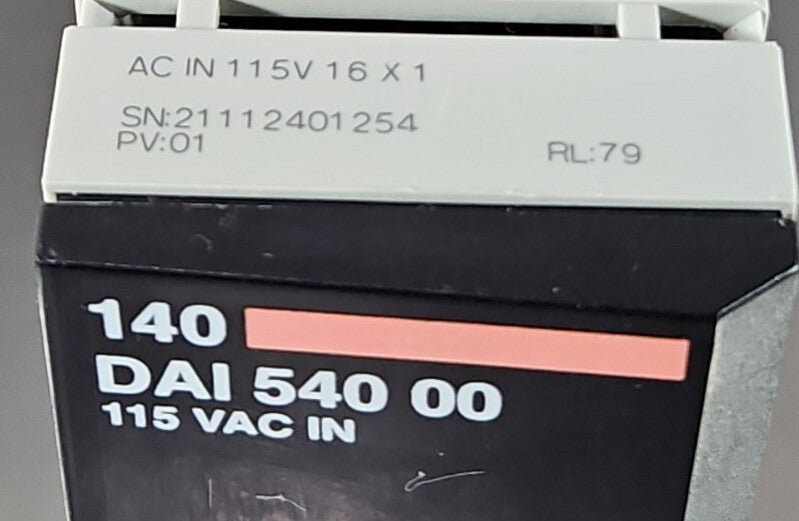 AC IN 115V 16 X 1
SN:21112401254
PV:01
RL:79
140
DAI 540 00
115 VAC IN